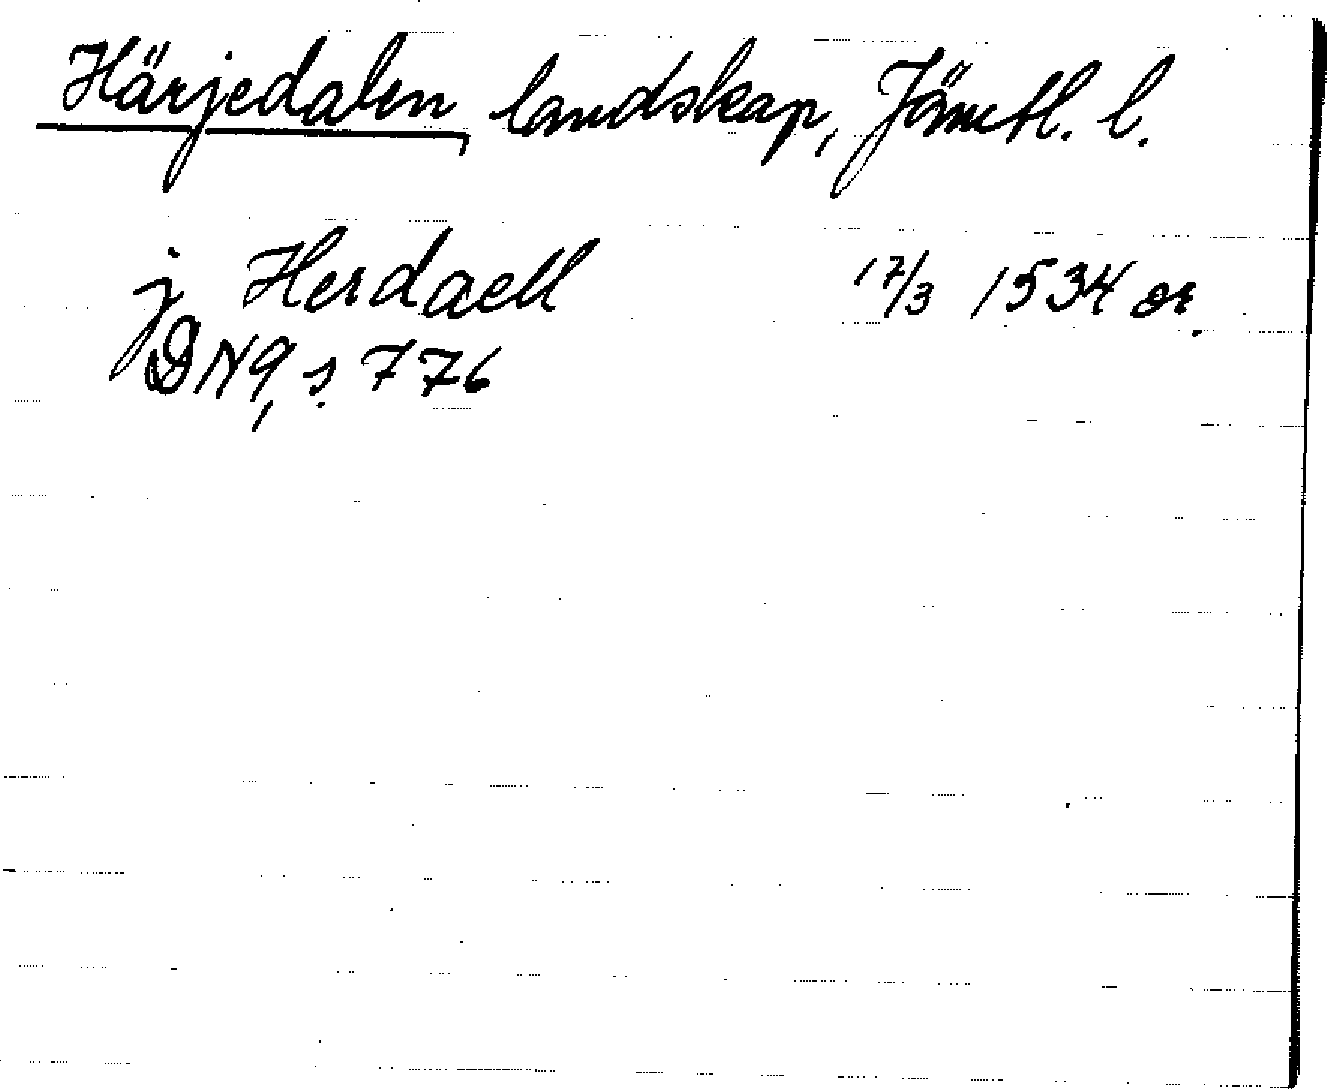 Härjedalen, landskap, Jämtl. l.
j Herdaell 17/3 1534 or.
DN 9, s. 776